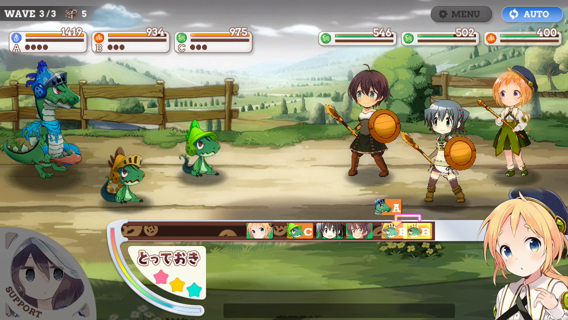 WAVE 3/3 5
MENU
AUTO
1419
934
975
546
502
400
A
B
C
A
C
B
とっておき
SUPPORT